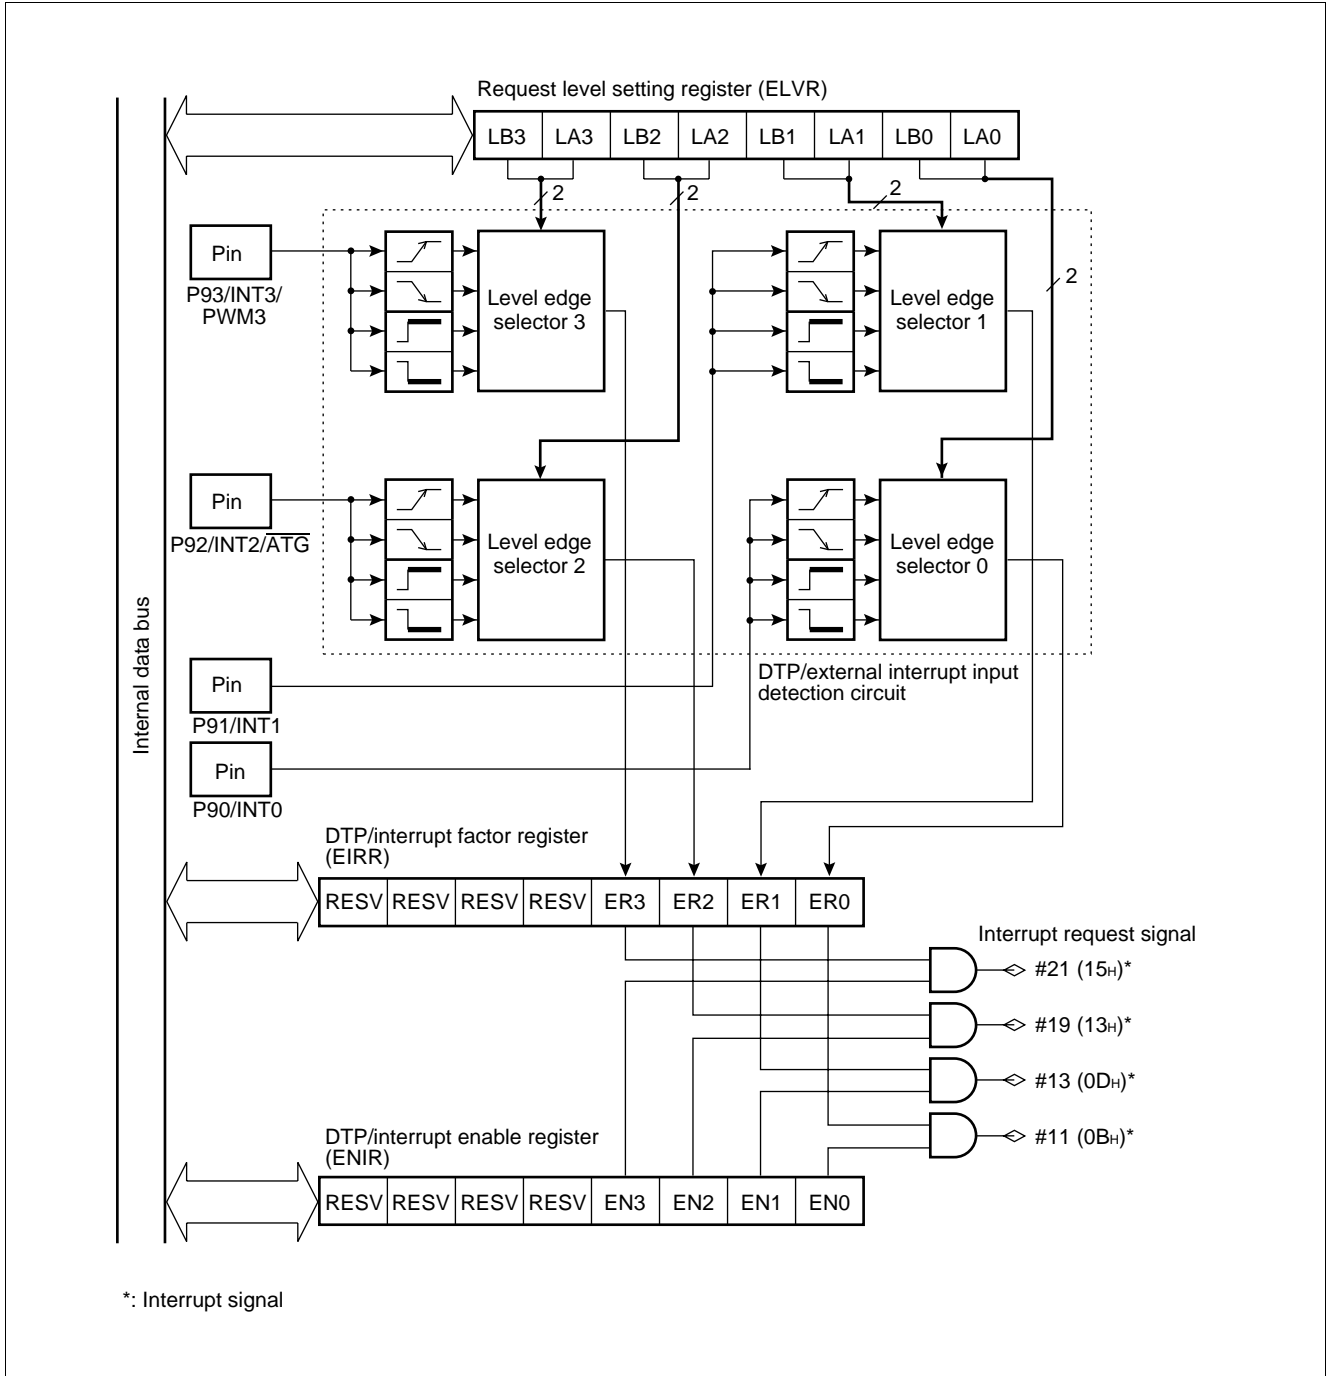 Request level setting register (ELVR)
LB3 LA3 LB2 LA2 LB1 LA1 LB0 LA0
2 2 2
2
Pin
P93/INT3/
PWM3
Level edge
selector 3
Level edge
selector 1
Pin
P92/INT2/ATG
Level edge
selector 2
Level edge
selector 0
Internal data bus
DTP/external interrupt input
detection circuit
Pin
P91/INT1
Pin
P90/INT0
DTP/interrupt factor register
(EIRR)
RESV RESV RESV RESV ER3 ER2 ER1 ER0
Interrupt request signal
#21 (15H)*
#19 (13H)*
#13 (0DH)*
#11 (0BH)*
DTP/interrupt enable register
(ENIR)
RESV RESV RESV RESV EN3 EN2 EN1 EN0
*: Interrupt signal